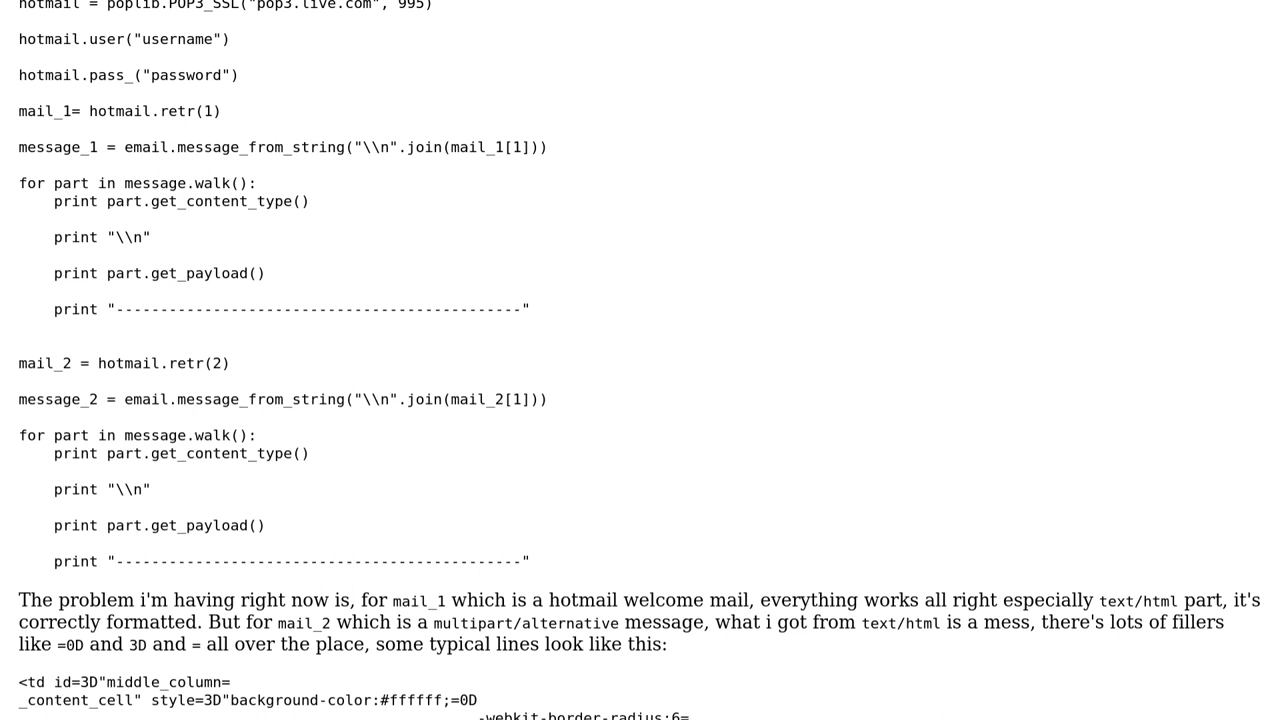 hotmail = poplib.POP3_SSL("pop3.live.com", 995)
hotmail.user("username")
hotmail.pass_("password")
mail_1= hotmail.retr(1)
message_1 = email.message_from_string("\\n".join(mail_1[1]))
for part in message.walk():
    print part.get_content_type()
    print "\\n"
    print part.get_payload()
    print "----------------------------------------------"
mail_2 = hotmail.retr(2)
message_2 = email.message_from_string("\\n".join(mail_2[1]))
for part in message.walk():
    print part.get_content_type()
    print "\\n"
    print part.get_payload()
    print "----------------------------------------------"
The problem i'm having right now is, for mail_1 which is a hotmail welcome mail, everything works all right especially text/html part, it's
correctly formatted. But for mail_2 which is a multipart/alternative message, what i got from text/html is a mess, there's lots of fillers
like =0D and 3D and = all over the place, some typical lines look like this:
<td id=3D"middle_column=
_content_cell" style=3D"background-color:#ffffff;=0D
-webkit-border-radius:6=